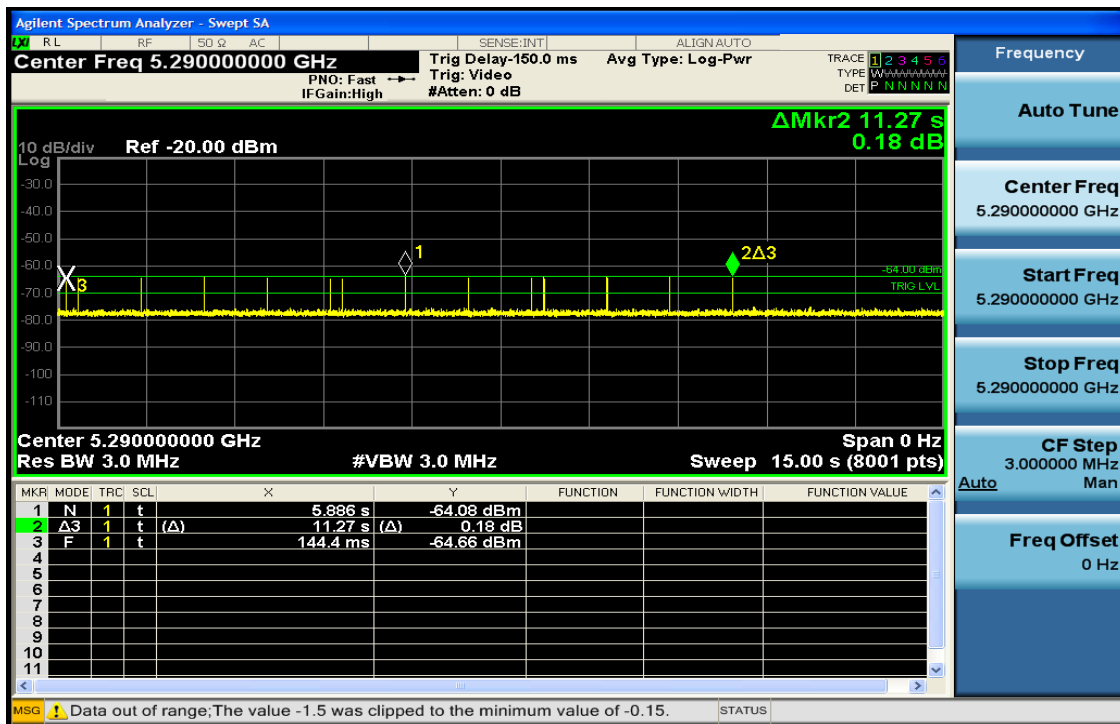 Agilent Spectrum Analyzer - Swept SA
LXI RL RF 50 Ω AC SENSE:INT ALIGN AUTO
Center Freq 5.290000000 GHz
PNO: Fast
IFGain:High
Trig Delay-150.0 ms
Trig: Video
#Atten: 0 dB
Avg Type: Log-Pwr
TRACE 1 2 3 4 5 6
TYPE WWWWWW
DET P N N N N N
ΔMkr2 11.27 s
0.18 dB
10 dB/div Ref -20.00 dBm
Log
-30.0
-40.0
-50.0
-60.0
-70.0
-80.0
-90.0
-100
-110
X
3
1
2Δ3
-64.00 dBm
TRIG LVL
Center 5.290000000 GHz Span 0 Hz
Res BW 3.0 MHz #VBW 3.0 MHz Sweep 15.00 s (8001 pts)
MKR MODE TRC SCL X Y FUNCTION FUNCTION WIDTH FUNCTION VALUE
1 N 1 t 5.886 s -64.08 dBm
2 Δ3 1 t (Δ) 11.27 s (Δ) 0.18 dB
3 F 1 t 144.4 ms -64.66 dBm
4
5
6
7
8
9
10
11
MSG Data out of range;The value -1.5 was clipped to the minimum value of -0.15. STATUS
Frequency
Auto Tune
Center Freq
5.290000000 GHz
Start Freq
5.290000000 GHz
Stop Freq
5.290000000 GHz
CF Step
3.000000 MHz
Auto Man
Freq Offset
0 Hz